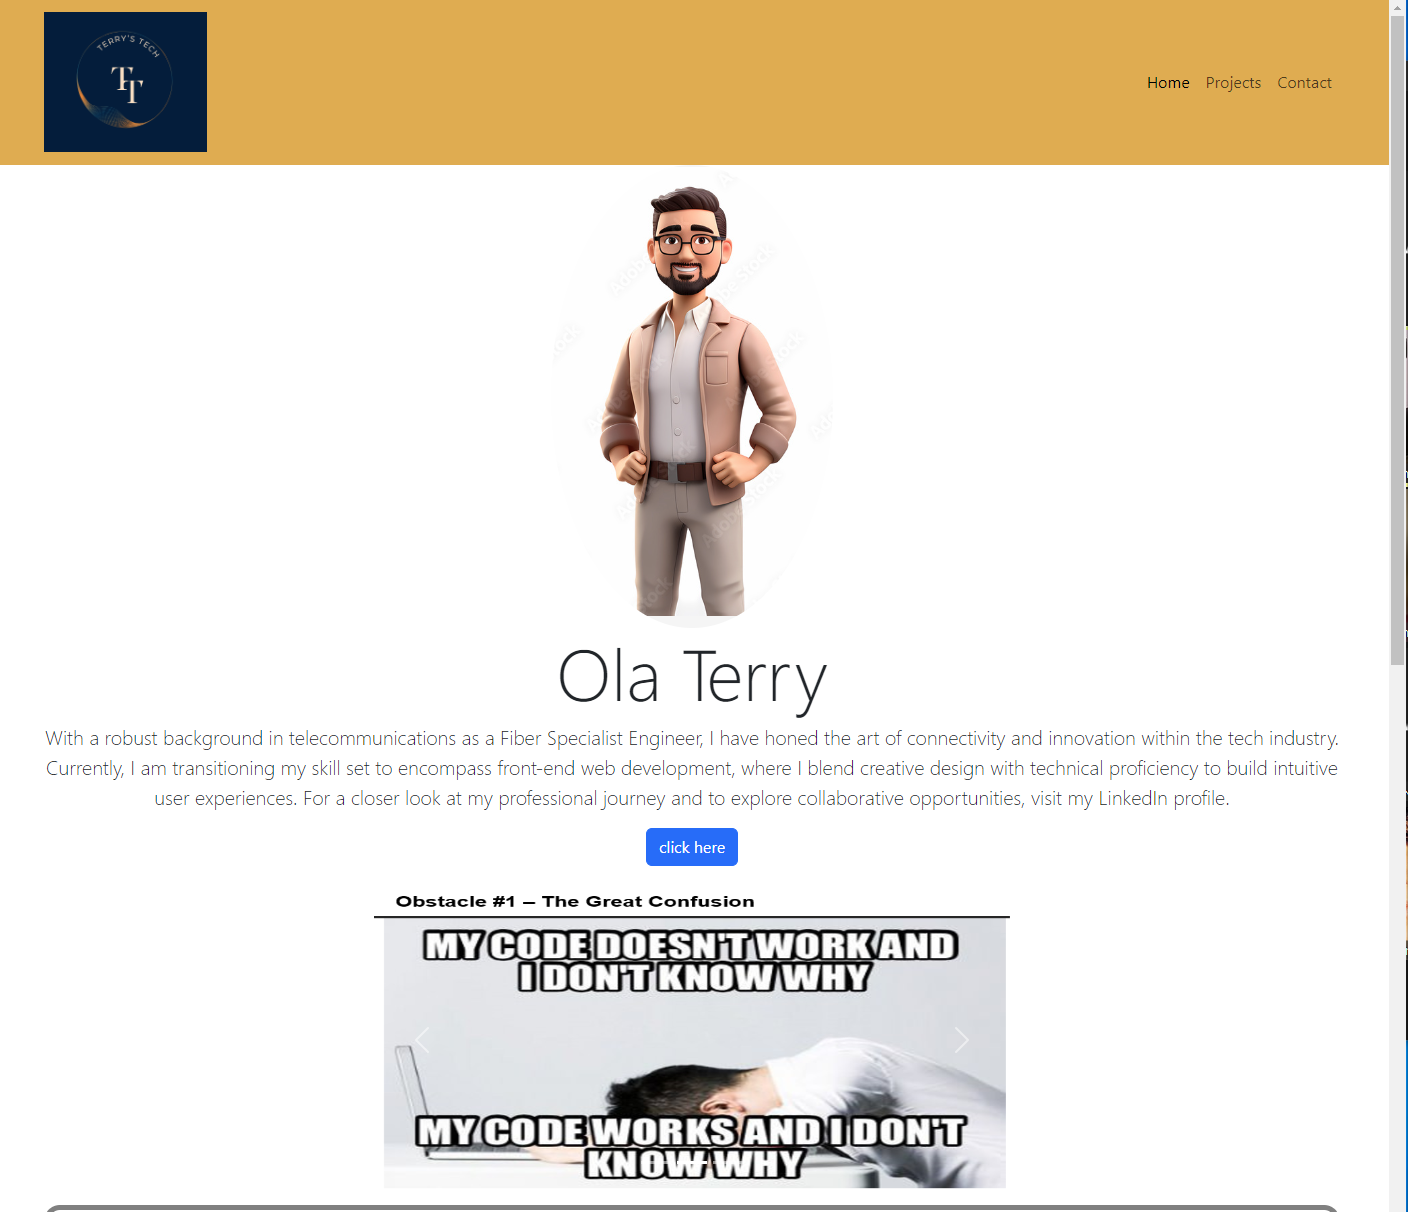 TERRY'S TECH
TT
Home Projects Contact
Adobe Stock
Ola Terry
With a robust background in telecommunications as a Fiber Specialist Engineer, I have honed the art of connectivity and innovation within the tech industry.
Currently, I am transitioning my skill set to encompass front-end web development, where I blend creative design with technical proficiency to build intuitive
user experiences. For a closer look at my professional journey and to explore collaborative opportunities, visit my LinkedIn profile.
click here
Obstacle #1 – The Great Confusion
MY CODE DOESN'T WORK AND
I DON'T KNOW WHY
MY CODE WORKS AND I DON'T
KNOW WHY